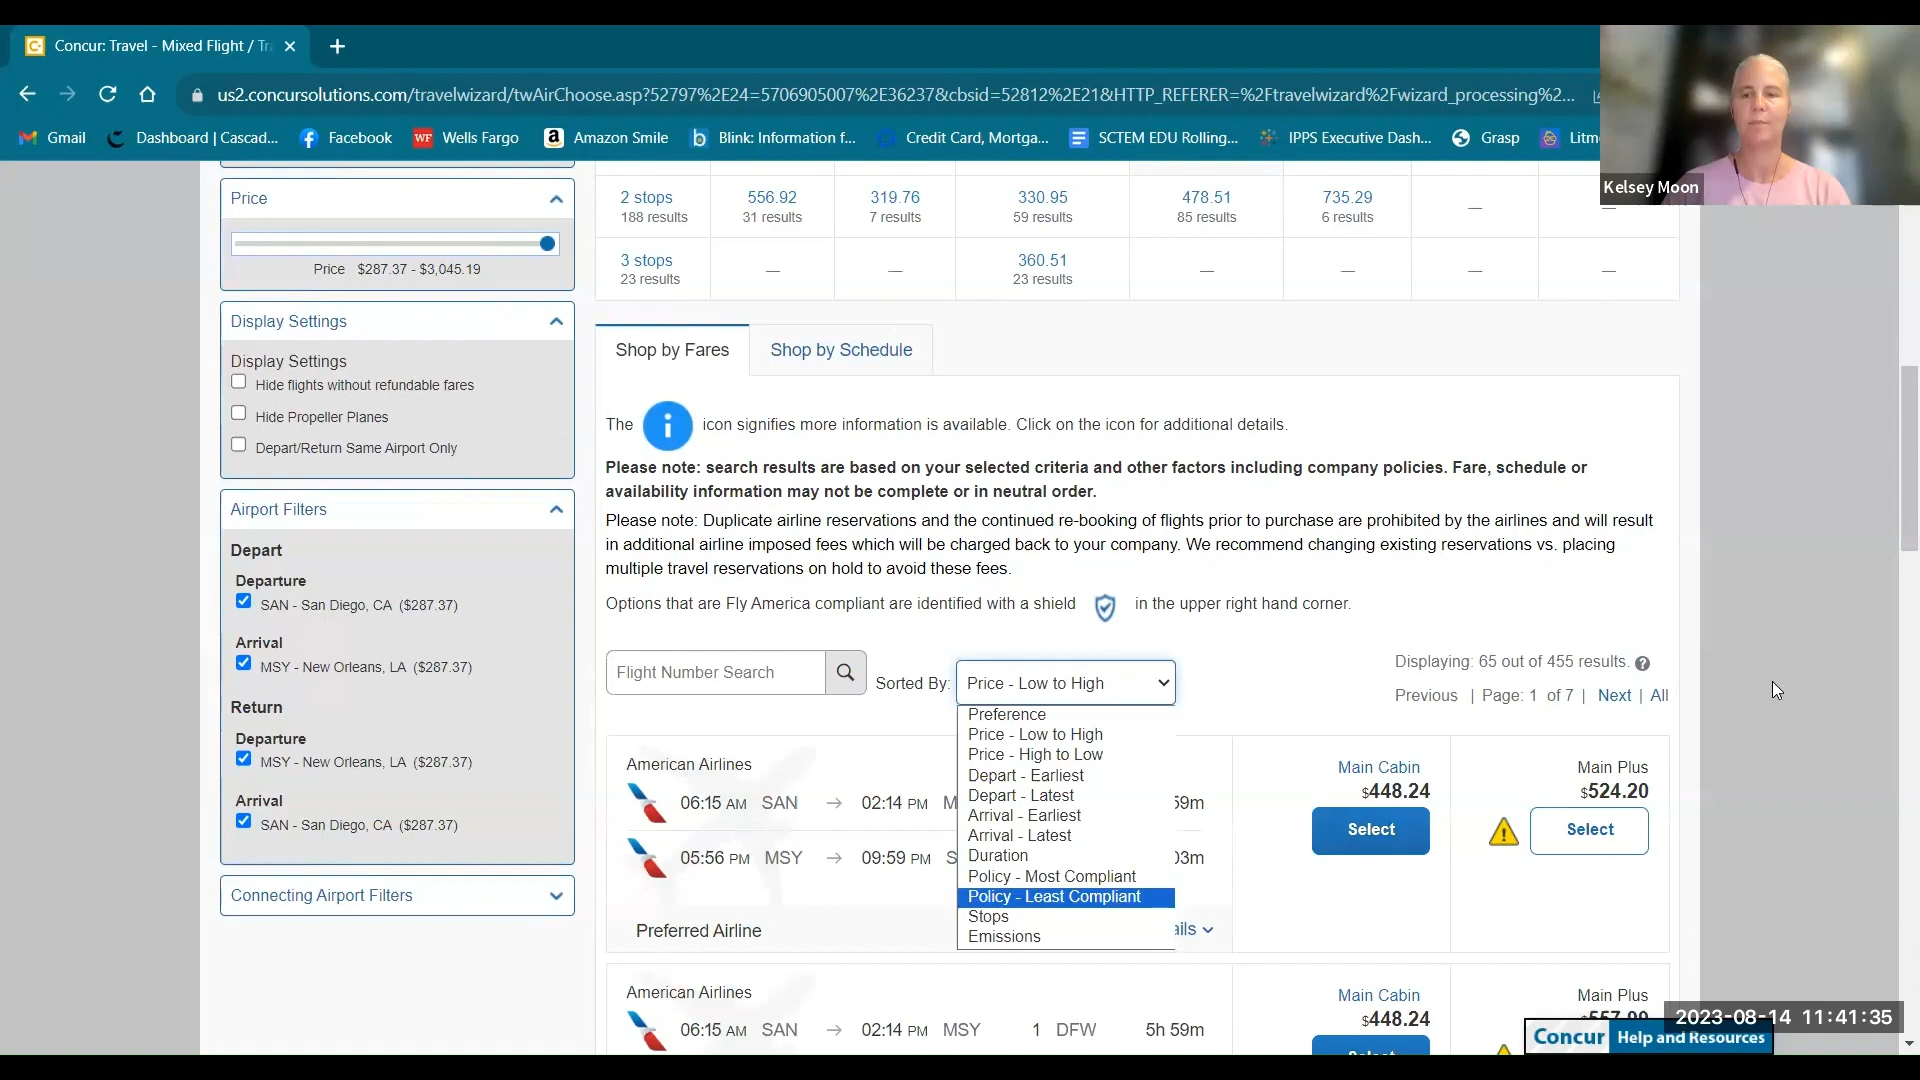 Concur: Travel - Mixed Flight / Tr
us2.concursolutions.com/travelwizard/twAirChoose.asp?52797%2E24=5706905007%2E36237&cbsid=52812%2E21&HTTP_REFERER=%2Ftravelwizard%2Fwizard_processing%2...
Gmail
Dashboard | Cascad...
Facebook
WF
Wells Fargo
Amazon Smile
Blink: Information f...
Credit Card, Mortga...
SCTEM EDU Rolling...
IPPS Executive Dash...
Grasp
Litm
Kelsey Moon
Price
Price $287.37 - $3,045.19
Display Settings
Display Settings
Hide flights without refundable fares
Hide Propeller Planes
Depart/Return Same Airport Only
Airport Filters
Depart
Departure
SAN - San Diego, CA ($287.37)
Arrival
MSY - New Orleans, LA ($287.37)
Return
Departure
MSY - New Orleans, LA ($287.37)
Arrival
SAN - San Diego, CA ($287.37)
Connecting Airport Filters
2 stops 556.92 319.76 330.95 478.51 735.29 — —
188 results 31 results 7 results 59 results 85 results 6 results
3 stops — — 360.51 — — — —
23 results 23 results
Shop by Fares
Shop by Schedule
The i icon signifies more information is available. Click on the icon for additional details.
Please note: search results are based on your selected criteria and other factors including company policies. Fare, schedule or
availability information may not be complete or in neutral order.
Please note: Duplicate airline reservations and the continued re-booking of flights prior to purchase are prohibited by the airlines and will result
in additional airline imposed fees which will be charged back to your company. We recommend changing existing reservations vs. placing
multiple travel reservations on hold to avoid these fees.
Options that are Fly America compliant are identified with a shield in the upper right hand corner.
Flight Number Search
Sorted By: Price - Low to High
Displaying: 65 out of 455 results. ?
Previous | Page: 1 of 7 | Next | All
Preference
Price - Low to High
Price - High to Low
Depart - Earliest
Depart - Latest
Arrival - Earliest
Arrival - Latest
Duration
Policy - Most Compliant
Policy - Least Compliant
Stops
Emissions
American Airlines
06:15 AM SAN → 02:14 PM M 59m
05:56 PM MSY → 09:59 PM S 03m
Preferred Airline
ails
Main Cabin
$448.24
Select
Main Plus
$524.20
Select
American Airlines
06:15 AM SAN → 02:14 PM MSY 1 DFW 5h 59m
Main Cabin
$448.24
Select
Main Plus
2023-08-14 11:41:35
Concur Help and Resources